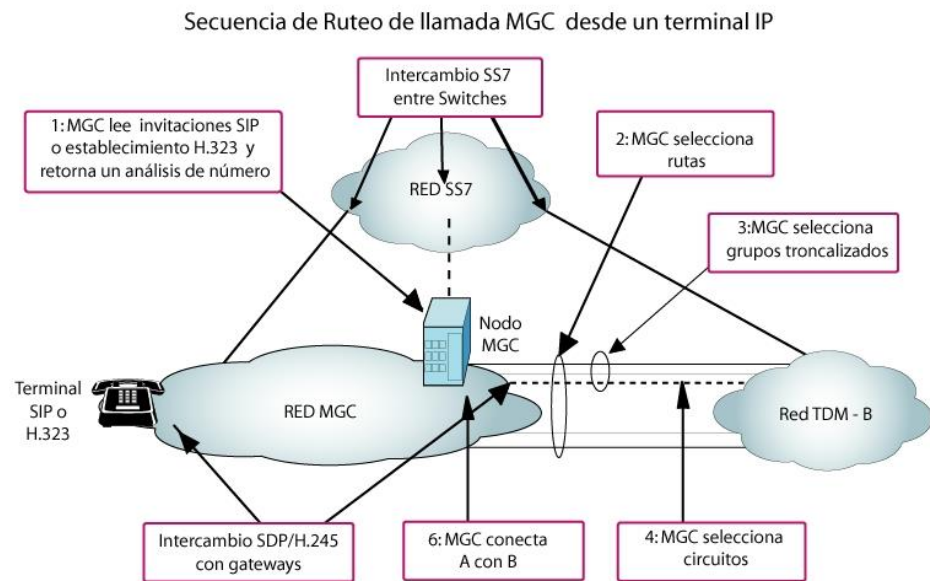 Secuencia de Ruteo de llamada MGC desde un terminal IP
Intercambio SS7
entre Switches
1: MGC lee invitaciones SIP
o establecimiento H.323 y
retorna un análisis de número
2: MGC selecciona
rutas
RED SS7
3: MGC selecciona
grupos troncalizados
Nodo
MGC
Terminal
SIP o
H.323
RED MGC
Red TDM - B
Intercambio SDP/H.245
con gateways
6: MGC conecta
A con B
4: MGC selecciona
circuitos